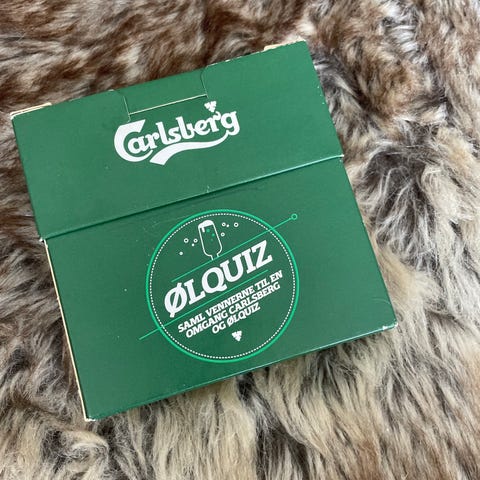 Carlsberg
ØLQUIZ
SAML VENNERNE TIL EN
OMGANG CARLSBERG
OG ØLQUIZ